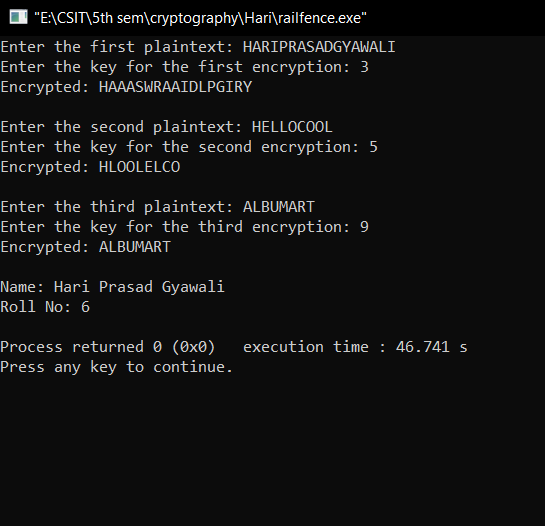 "E:\CSIT\5th sem\cryptography\Hari\railfence.exe"
Enter the first plaintext: HARIPRASADGYAWALI
Enter the key for the first encryption: 3
Encrypted: HAAASWRAAIDLPGIRY
Enter the second plaintext: HELLOCOOL
Enter the key for the second encryption: 5
Encrypted: HLOOLELCO
Enter the third plaintext: ALBUMART
Enter the key for the third encryption: 9
Encrypted: ALBUMART
Name: Hari Prasad Gyawali
Roll No: 6
Process returned 0 (0x0)   execution time : 46.741 s
Press any key to continue.